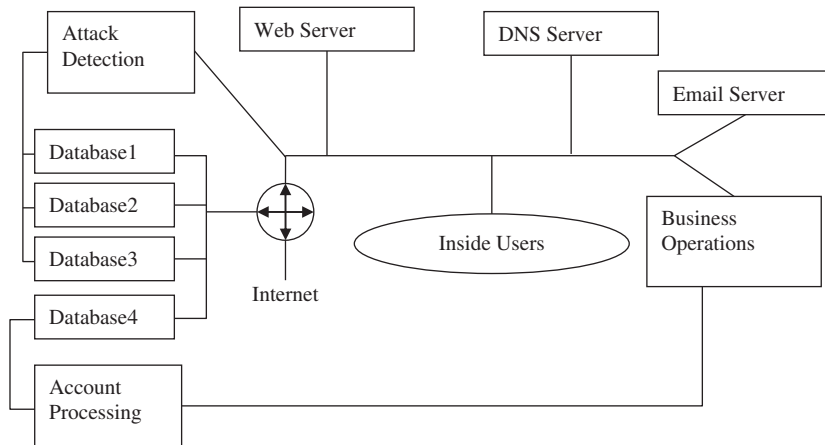 Attack
Detection
Web Server
DNS Server
Email Server
Database1
Database2
Database3
Database4
Inside Users
Business
Operations
Internet
Account
Processing